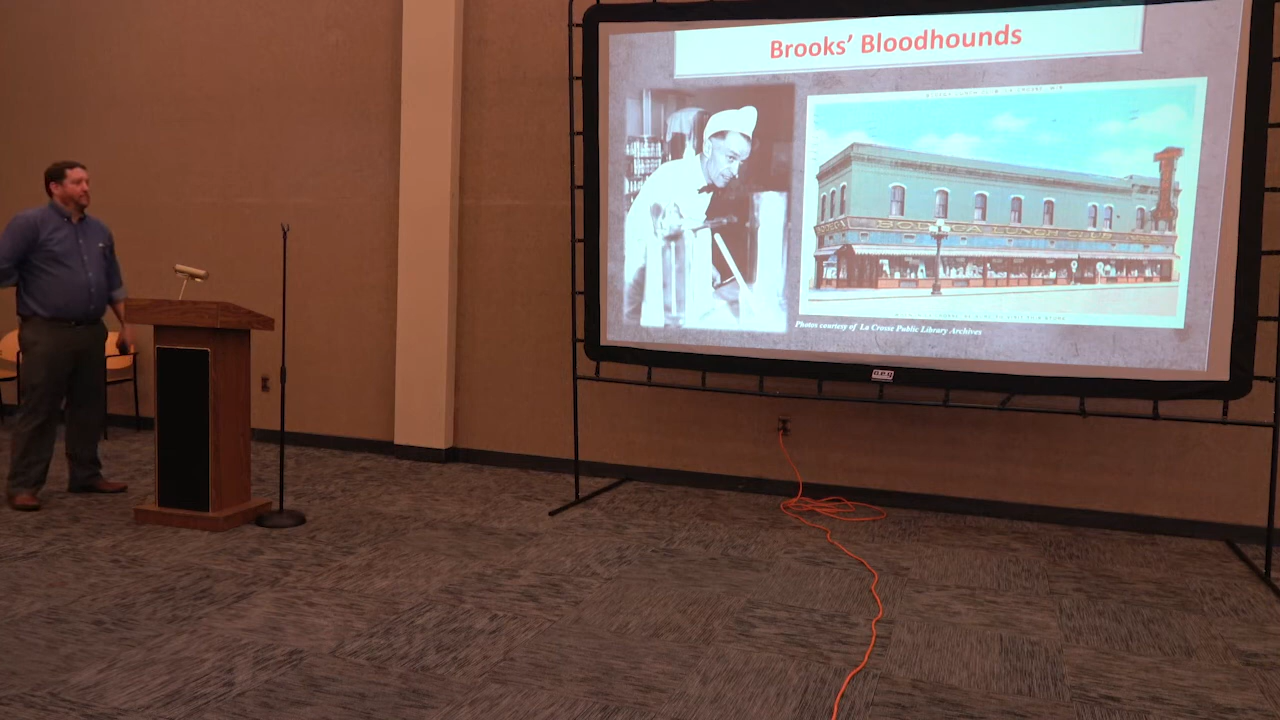 Brooks' Bloodhounds
BODEGA LUNCH CLUB
Photos courtesy of La Crosse Public Library Archives